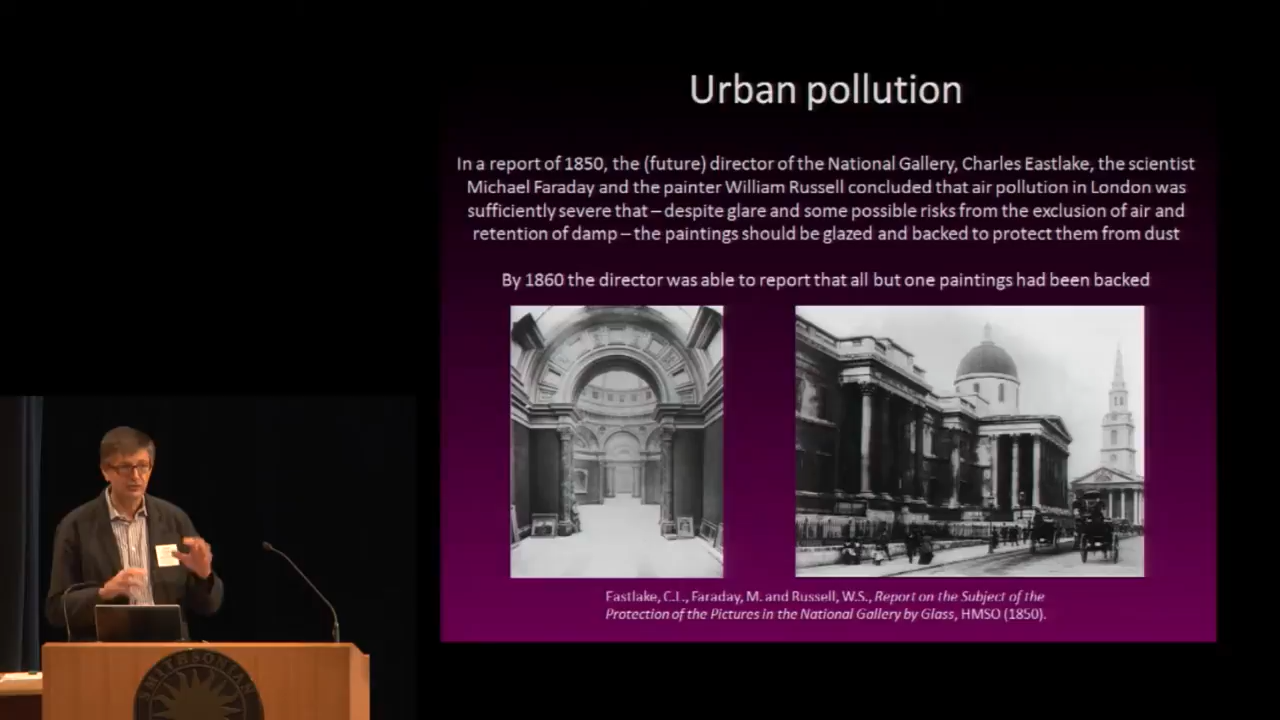 Urban pollution
In a report of 1850, the (future) director of the National Gallery, Charles Eastlake, the scientist
Michael Faraday and the painter William Russell concluded that air pollution in London was
sufficiently severe that – despite glare and some possible risks from the exclusion of air and
retention of damp – the paintings should be glazed and backed to protect them from dust
By 1860 the director was able to report that all but one paintings had been backed
Eastlake, C.L., Faraday, M. and Russell, W.S., Report on the Subject of the
Protection of the Pictures in the National Gallery by Glass, HMSO (1850).
SMITHSONIAN